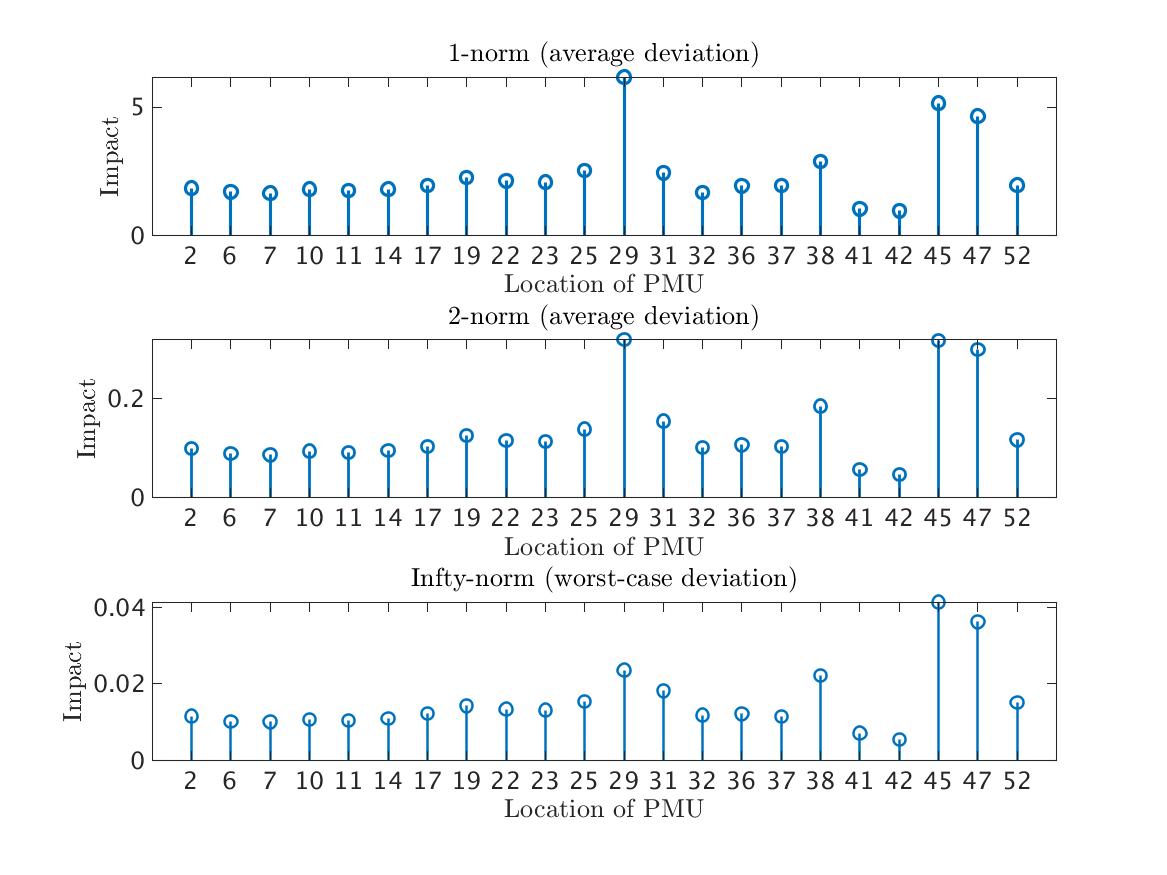 1-norm (average deviation)
5
0
Impact
2 6 7 10 11 14 17 19 22 23 25 29 31 32 36 37 38 41 42 45 47 52
Location of PMU
2-norm (average deviation)
0.2
0
Impact
2 6 7 10 11 14 17 19 22 23 25 29 31 32 36 37 38 41 42 45 47 52
Location of PMU
Infty-norm (worst-case deviation)
0.04
0.02
0
Impact
2 6 7 10 11 14 17 19 22 23 25 29 31 32 36 37 38 41 42 45 47 52
Location of PMU